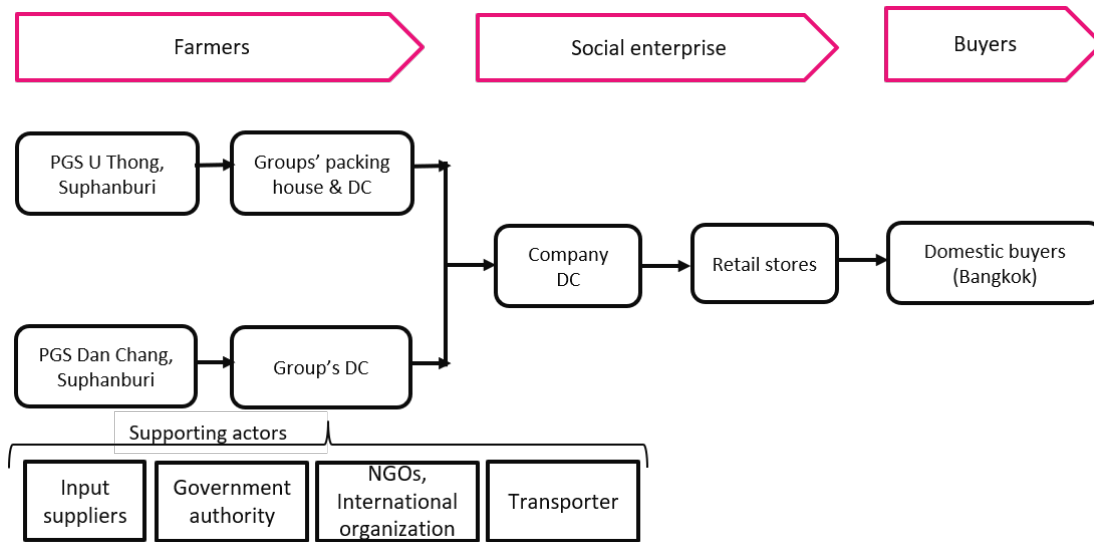 Farmers
Social enterprise
Buyers
PGS U Thong,
Suphanburi
Groups' packing
house & DC
Company
DC
Retail stores
Domestic buyers
(Bangkok)
PGS Dan Chang,
Suphanburi
Group's DC
Supporting actors
Input
suppliers
Government
authority
NGOs,
International
organization
Transporter